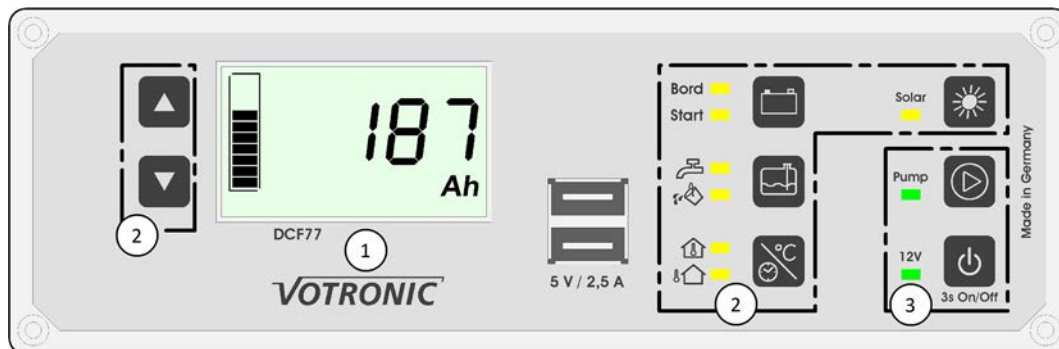 187
Ah
DCF77
VOTRONIC
5 V / 2,5 A
Bord
Start
°C
Solar
Pump
12V
3s On/Off
Made in Germany
2
1
2
3